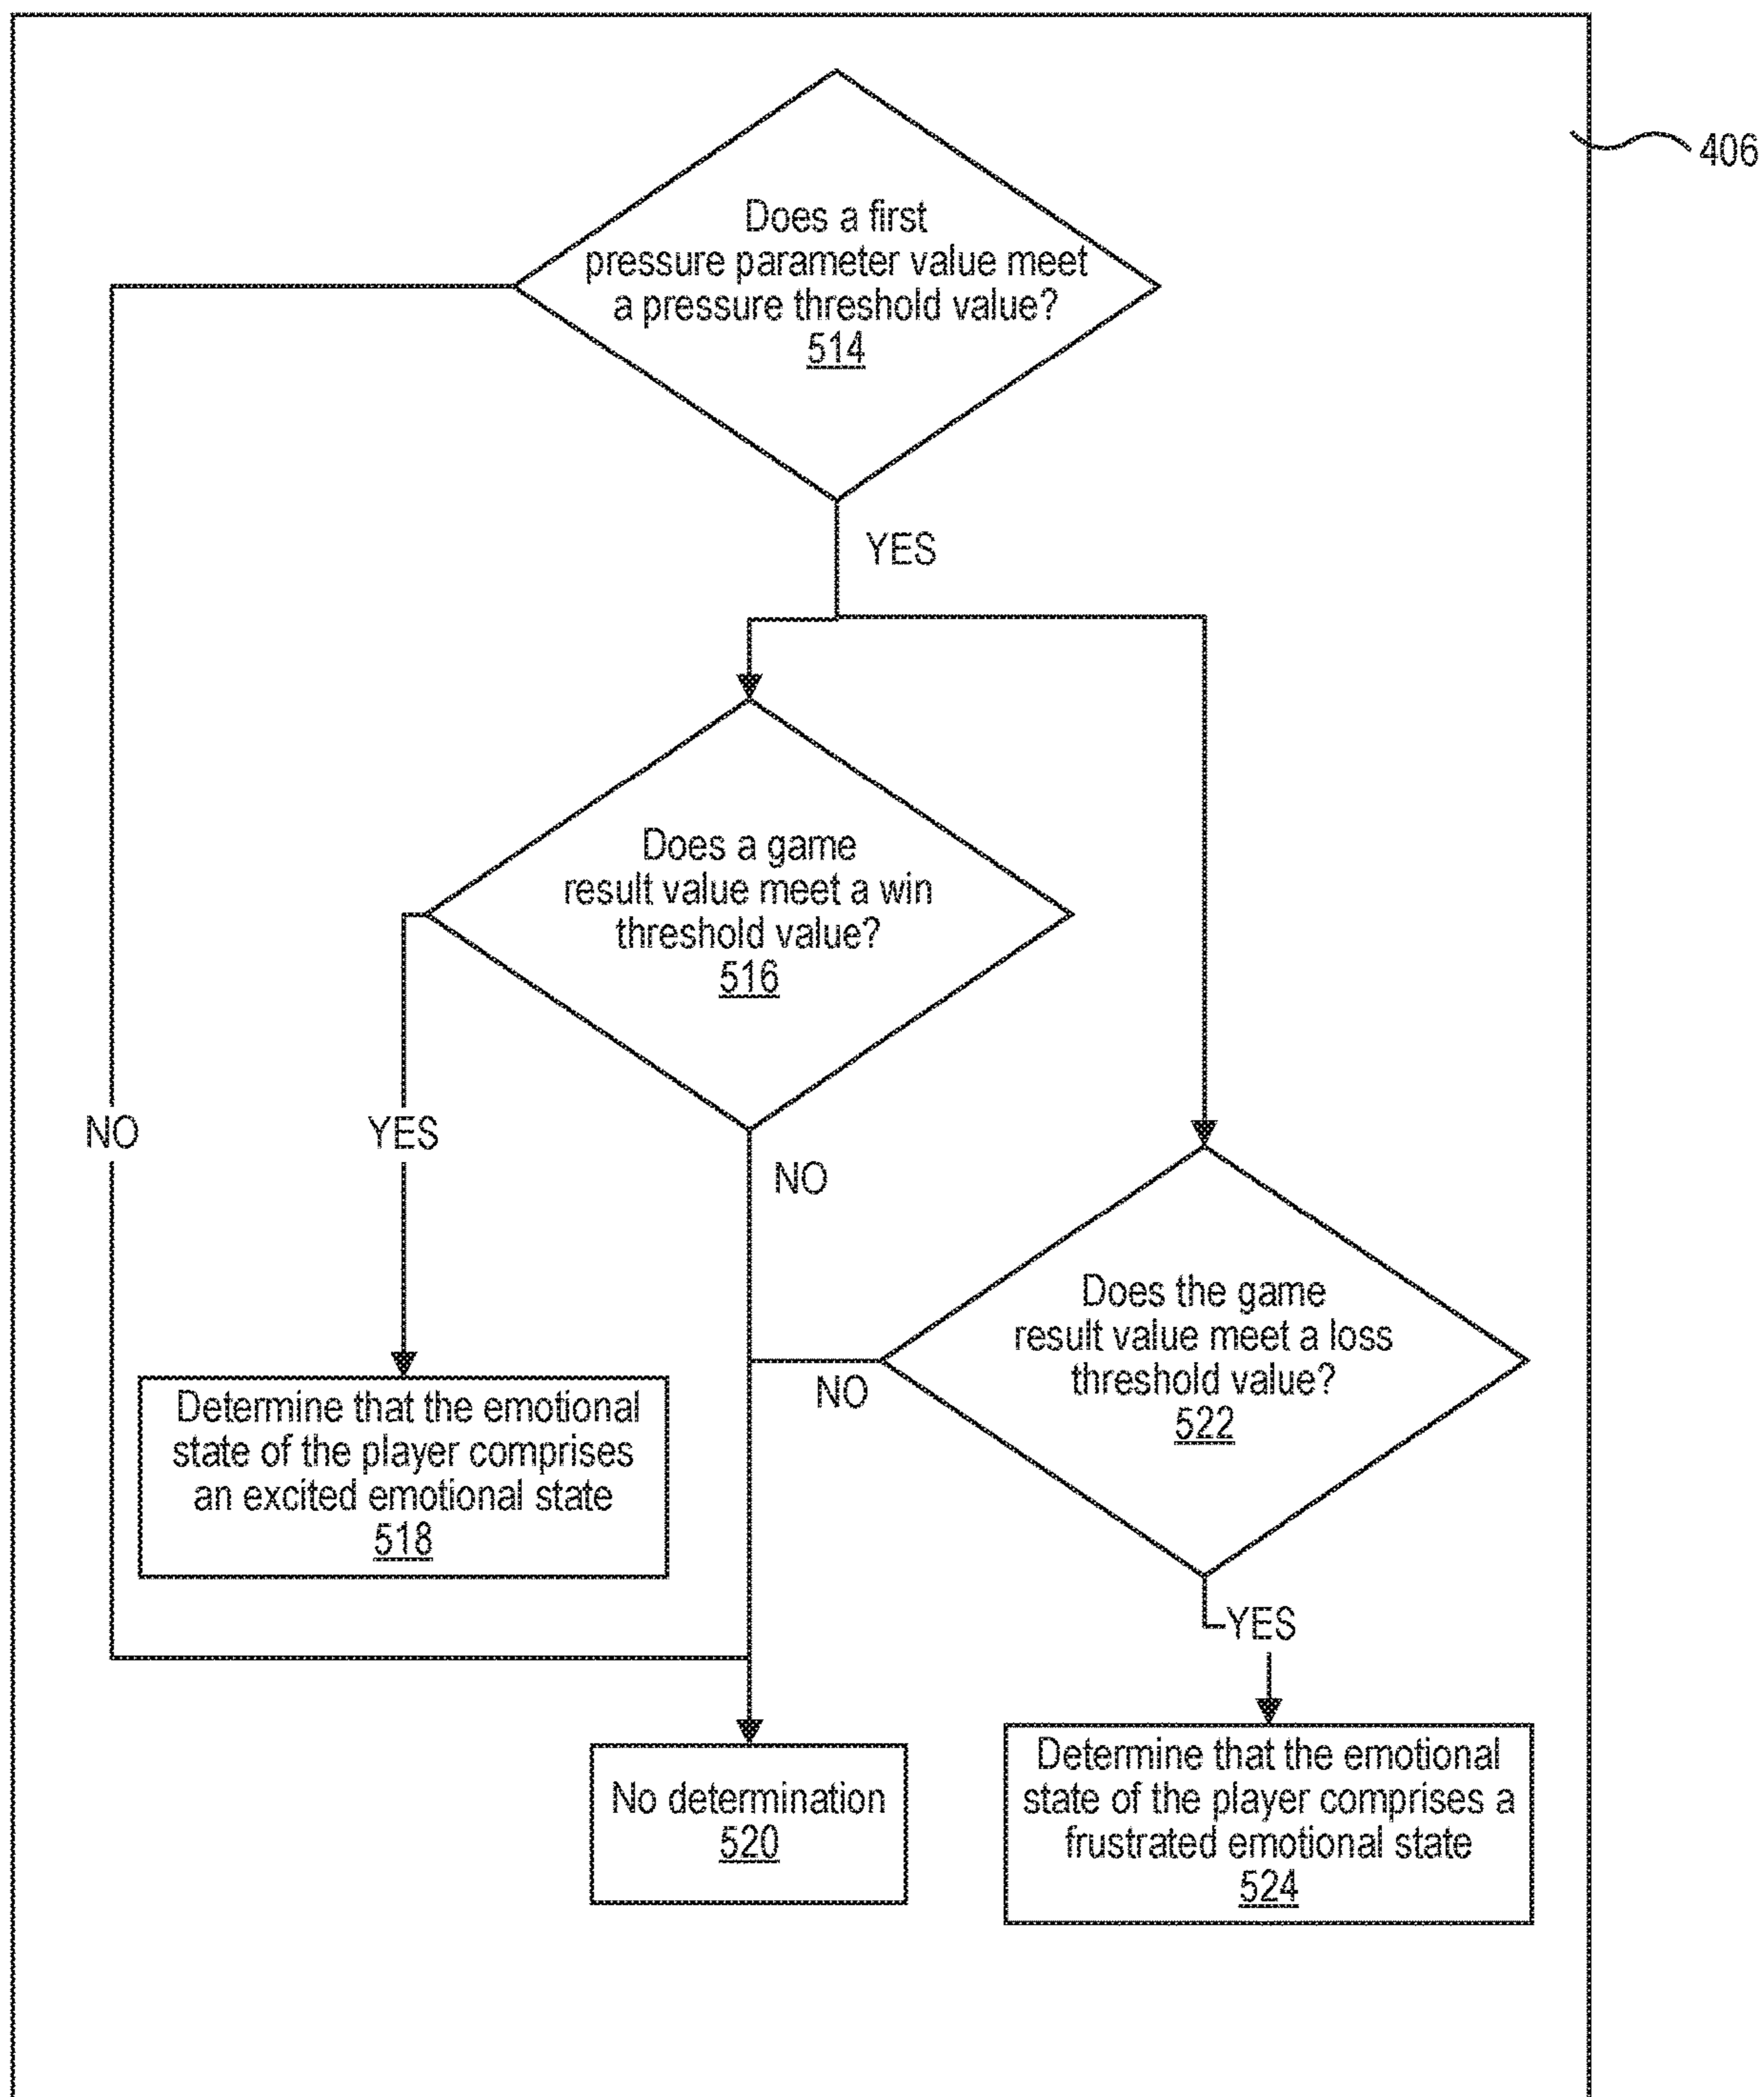 406
Does a first
pressure parameter value meet
a pressure threshold value?
514
YES
Does a game
result value meet a win
threshold value?
516
NO
YES
NO
Does the game
result value meet a loss
threshold value?
522
NO
Determine that the emotional
state of the player comprises
an excited emotional state
518
YES
No determination
520
Determine that the emotional
state of the player comprises a
frustrated emotional state
524